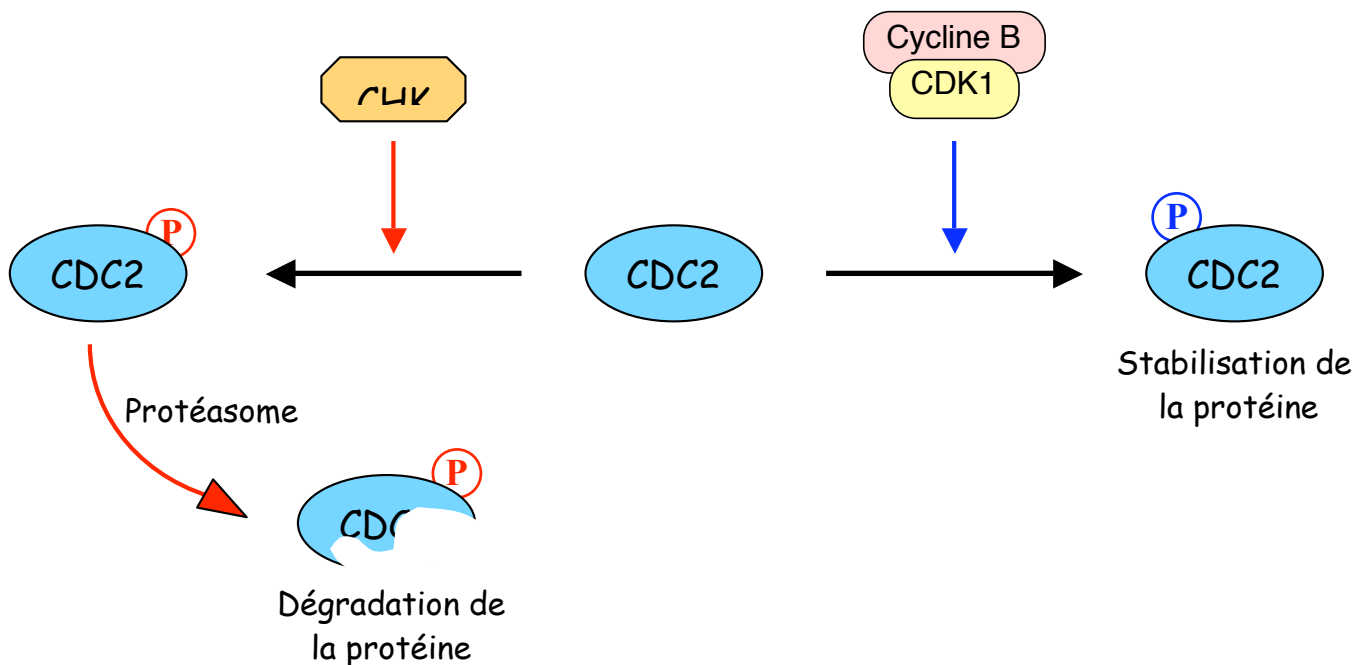 Cycline B
CDK1
P
P
CDC2
CDC2
CDC2
Stabilisation de
la protéine
Protéasome
P
Dégradation de
la protéine